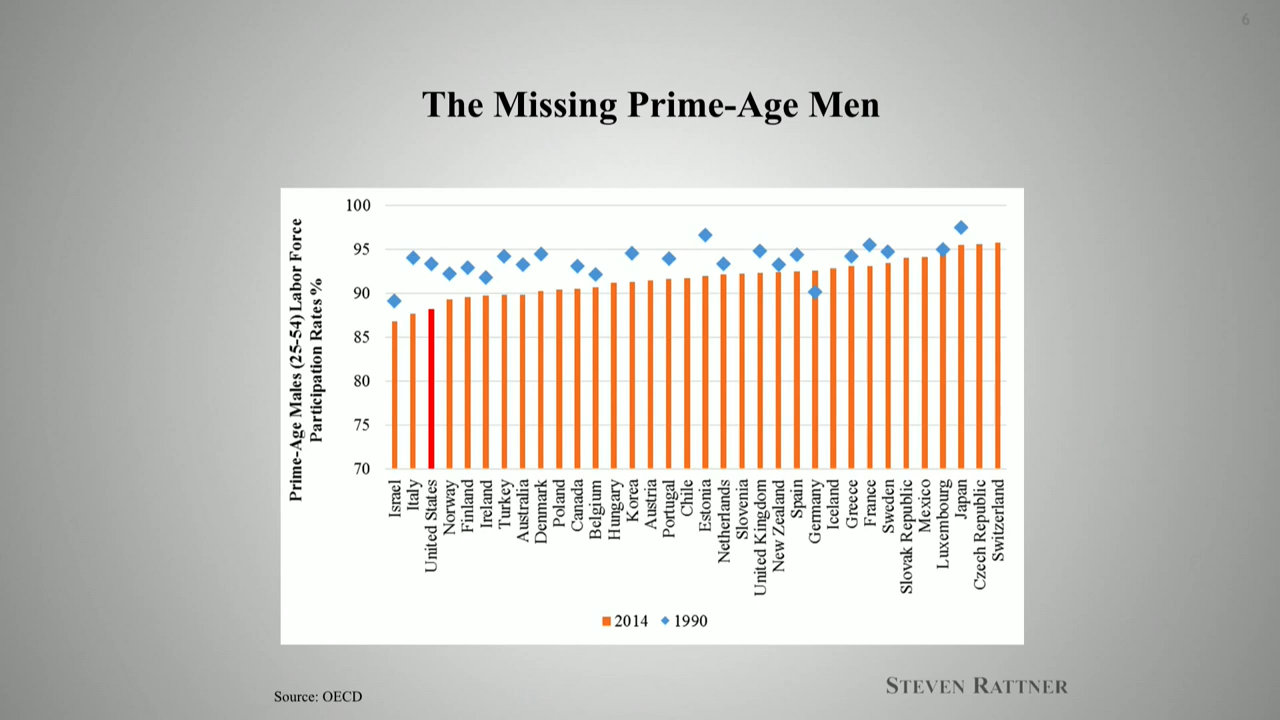 6
The Missing Prime-Age Men
Prime-Age Males (25-54) Labor Force
Participation Rates %
100
95
90
85
80
75
70
Israel
Italy
United States
Norway
Finland
Ireland
Turkey
Australia
Denmark
Poland
Canada
Belgium
Hungary
Korea
Austria
Portugal
Chile
Estonia
Netherlands
Slovenia
United Kingdom
New Zealand
Spain
Germany
Iceland
Greece
France
Sweden
Slovak Republic
Mexico
Luxembourg
Japan
Czech Republic
Switzerland
2014 1990
Source: OECD
STEVEN RATTNER